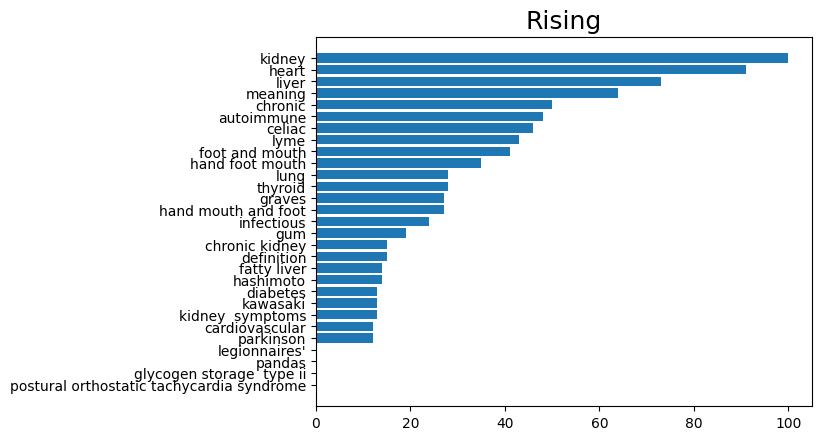 Rising
kidney
heart
liver
meaning
chronic
autoimmune
celiac
lyme
foot and mouth
hand foot mouth
lung
thyroid
graves
hand mouth and foot
infectious
gum
chronic kidney
definition
fatty liver
hashimoto
diabetes
kawasaki
kidney  symptoms
cardiovascular
parkinson
legionnaires'
pandas
glycogen storage  type ii
postural orthostatic tachycardia syndrome
0 20 40 60 80 100